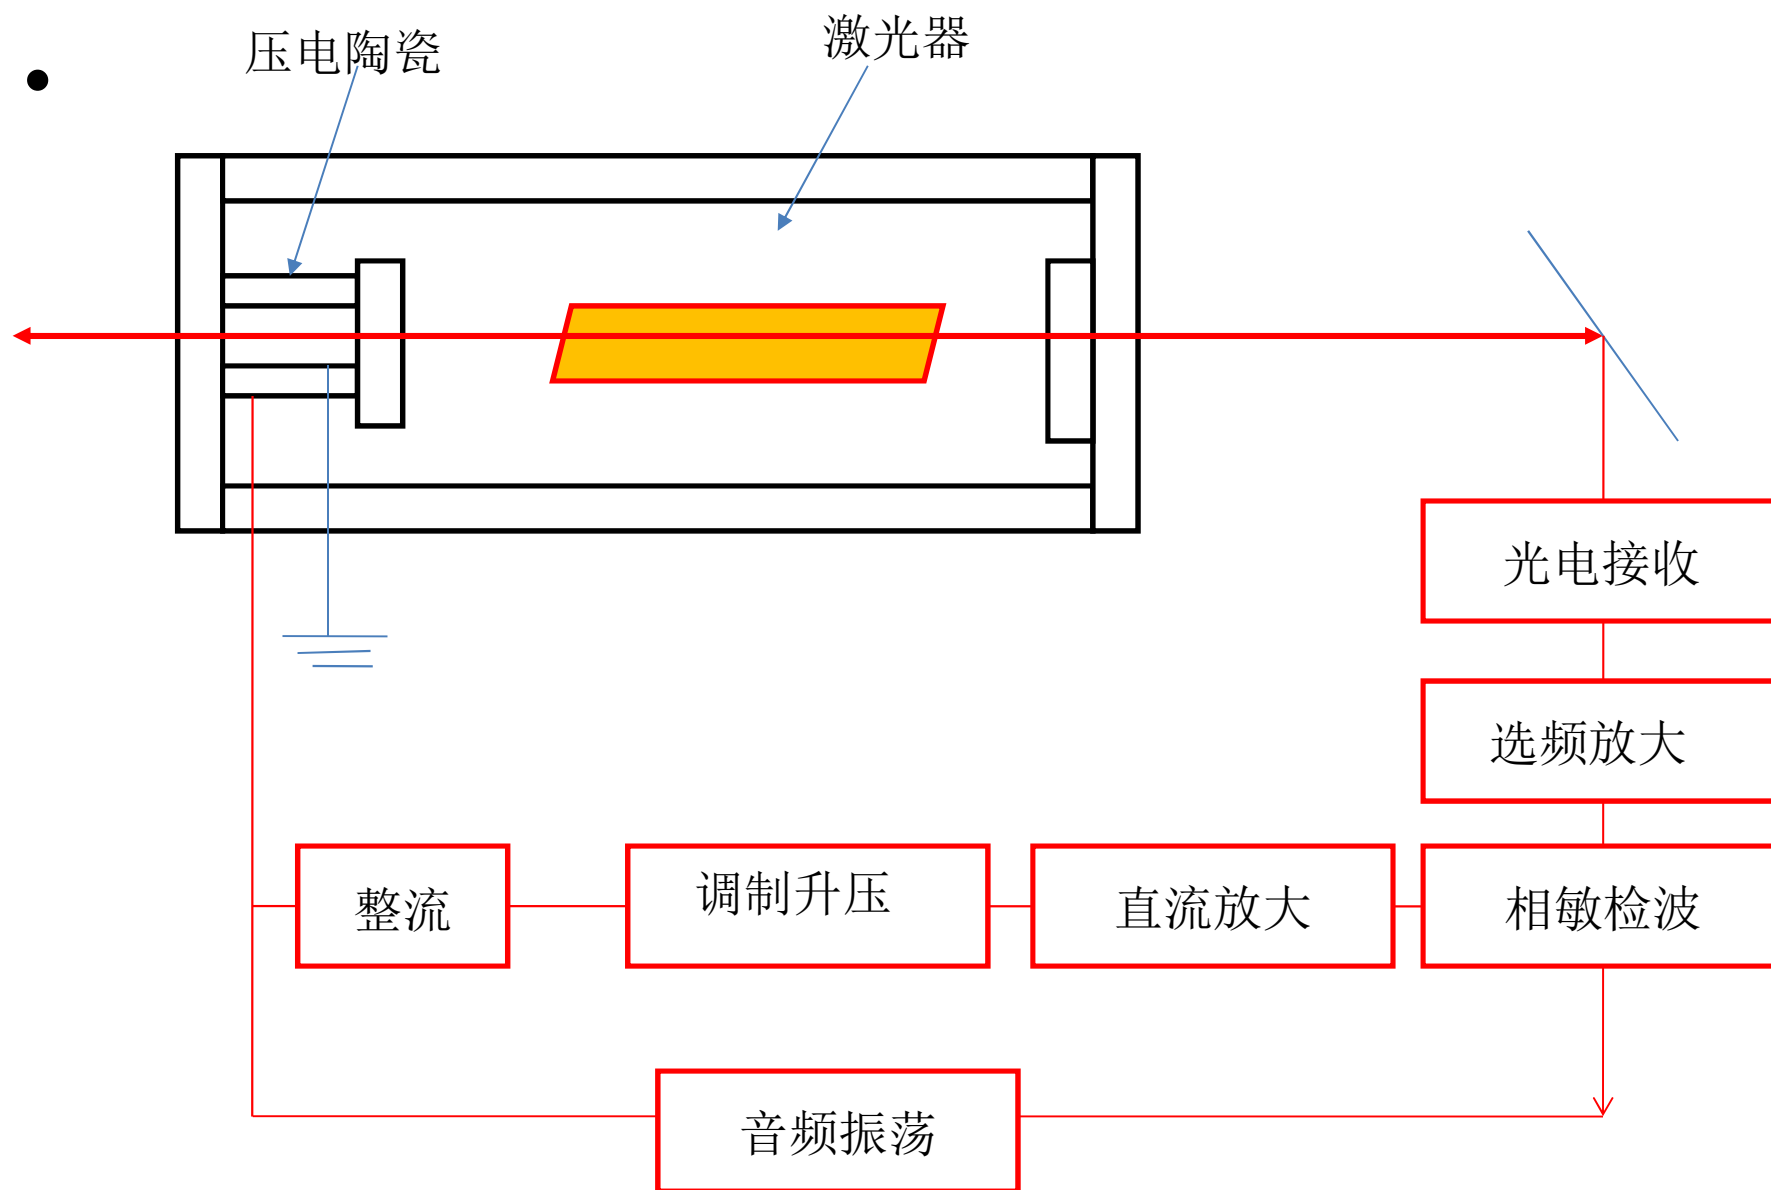 压电陶瓷
激光器
光电接收
选频放大
整流
调制升压
直流放大
相敏检波
音频振荡